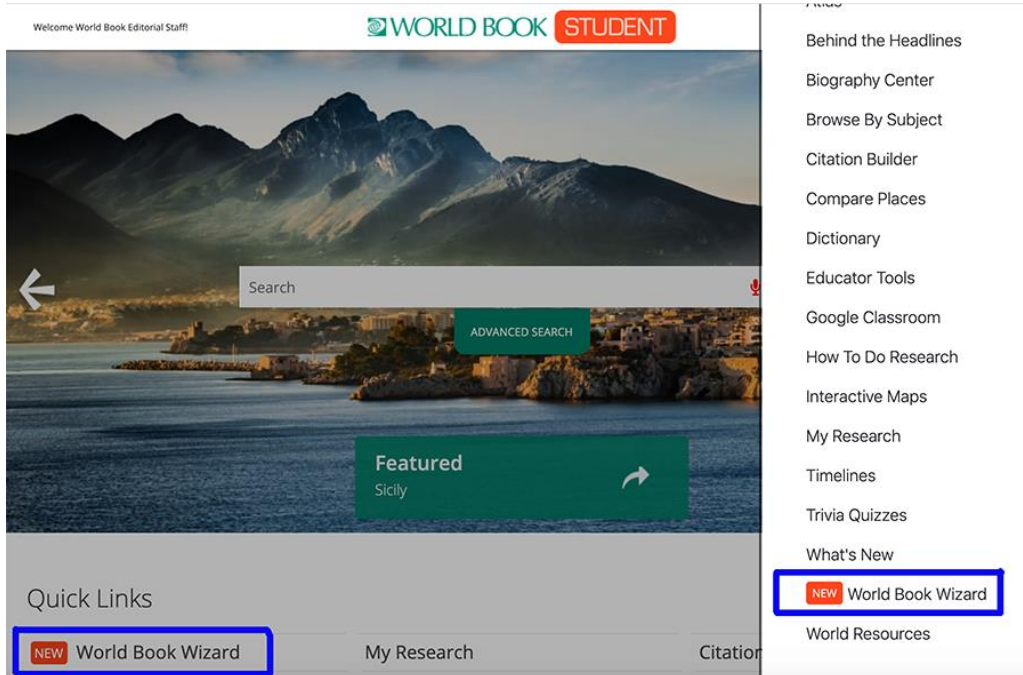 Welcome World Book Editorial Staff!
WORLD BOOK STUDENT
Search
ADVANCED SEARCH
Featured
Sicily
Quick Links
NEW World Book Wizard
My Research
Behind the Headlines
Biography Center
Browse By Subject
Citation Builder
Compare Places
Dictionary
Educator Tools
Google Classroom
How To Do Research
Interactive Maps
My Research
Timelines
Trivia Quizzes
What's New
NEW World Book Wizard
World Resources